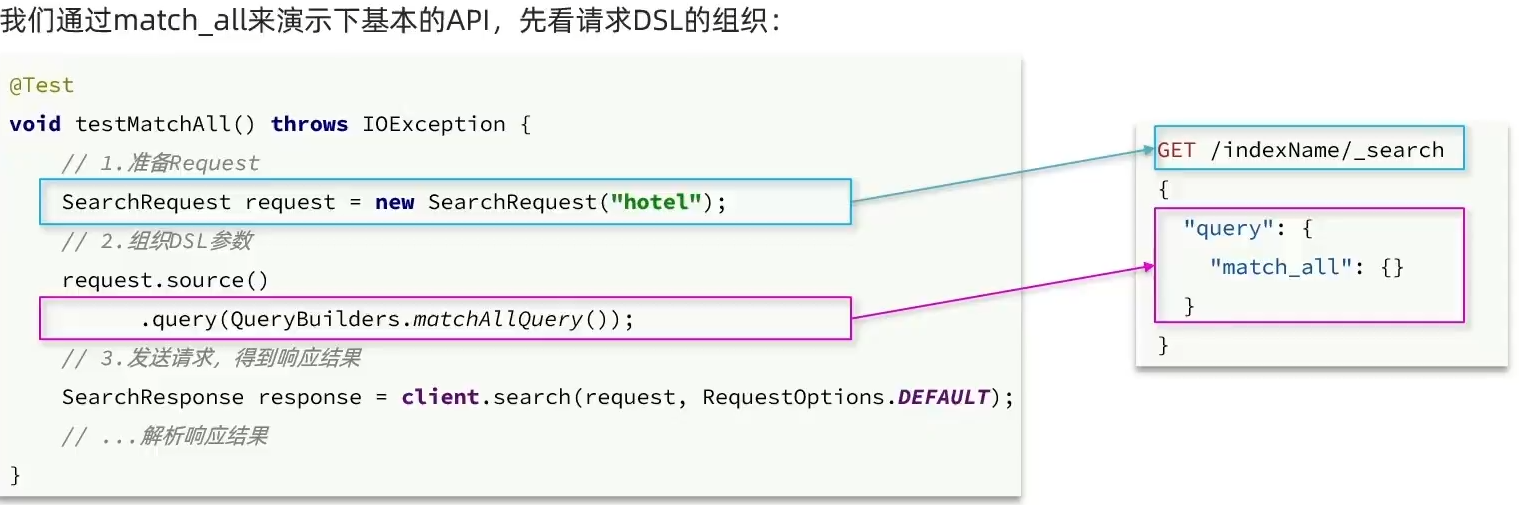 我们通过match_all来演示下基本的API，先看请求DSL的组织：
@Test
void testMatchAll() throws IOException {
// 1.准备Request
SearchRequest request = new SearchRequest("hotel");
// 2.组织DSL参数
request.source()
.query(QueryBuilders.matchAllQuery());
// 3.发送请求，得到响应结果
SearchResponse response = client.search(request, RequestOptions.DEFAULT);
// ...解析响应结果
}
GET /indexName/_search
{
"query": {
"match_all": {}
}
}